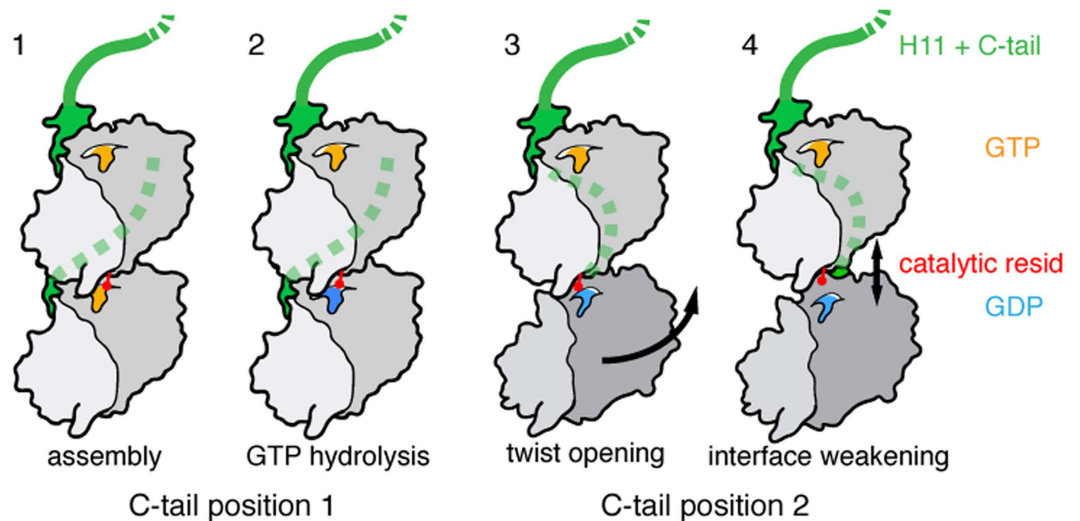 1
2
3
4
H11 + C-tail
GTP
catalytic resid
GDP
assembly
GTP hydrolysis
twist opening
interface weakening
C-tail position 1
C-tail position 2